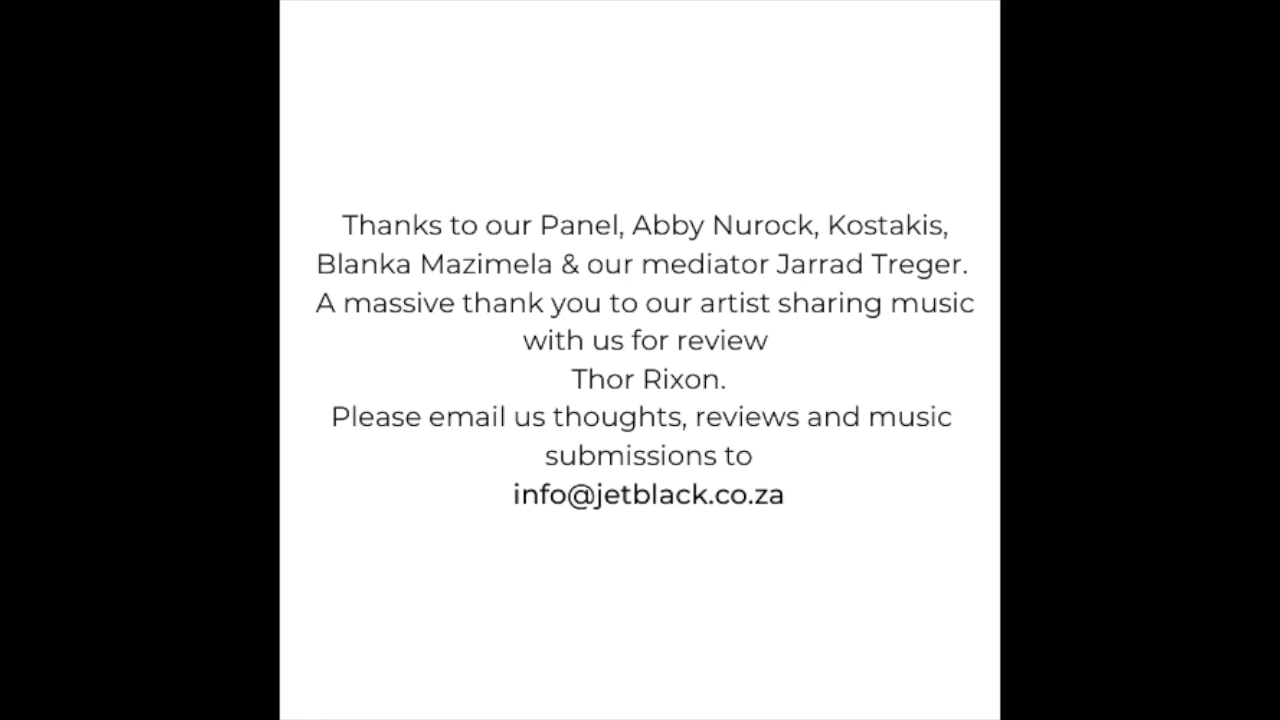 Thanks to our Panel, Abby Nurock, Kostakis,
Blanka Mazimela & our mediator Jarrad Treger.
A massive thank you to our artist sharing music
with us for review
Thor Rixon.
Please email us thoughts, reviews and music
submissions to
info@jetblack.co.za